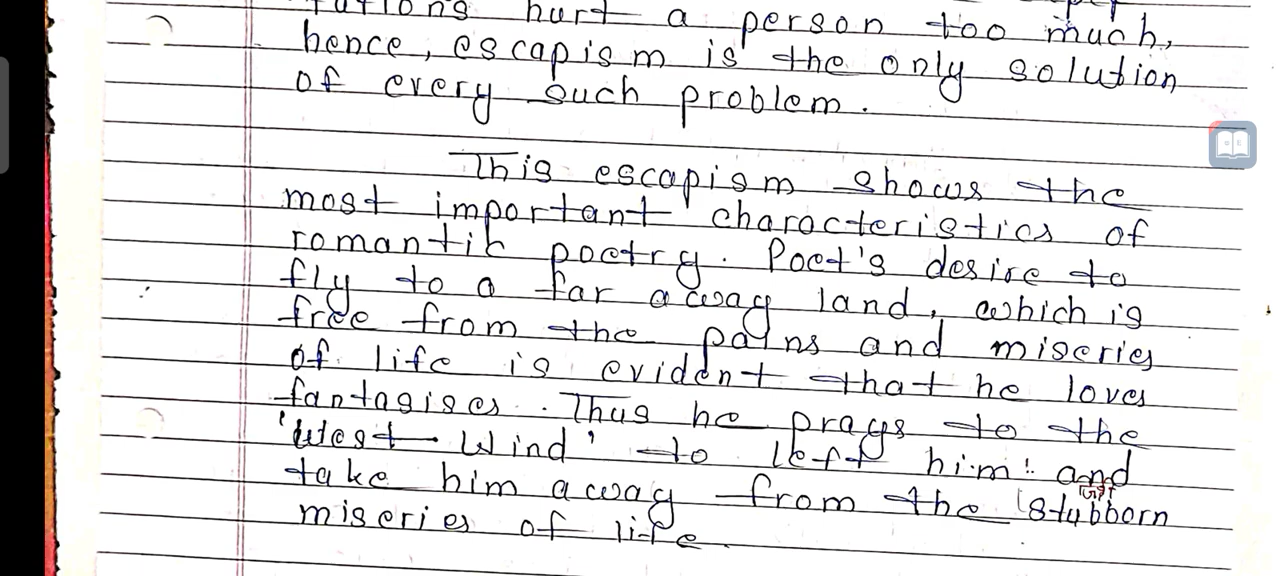 hurt a person too much,
hence, escapism is the only solution
of every such problem.
This escapism shows the
most important characteristics of
romantic poetry. Poet's desire to
fly to a far away land, which is
free from the pains and miseries
of life is evident that he loves
fantagises. Thus he prays to the
'West Wind' to left him and
take him away from the stubborn
miseries of life.